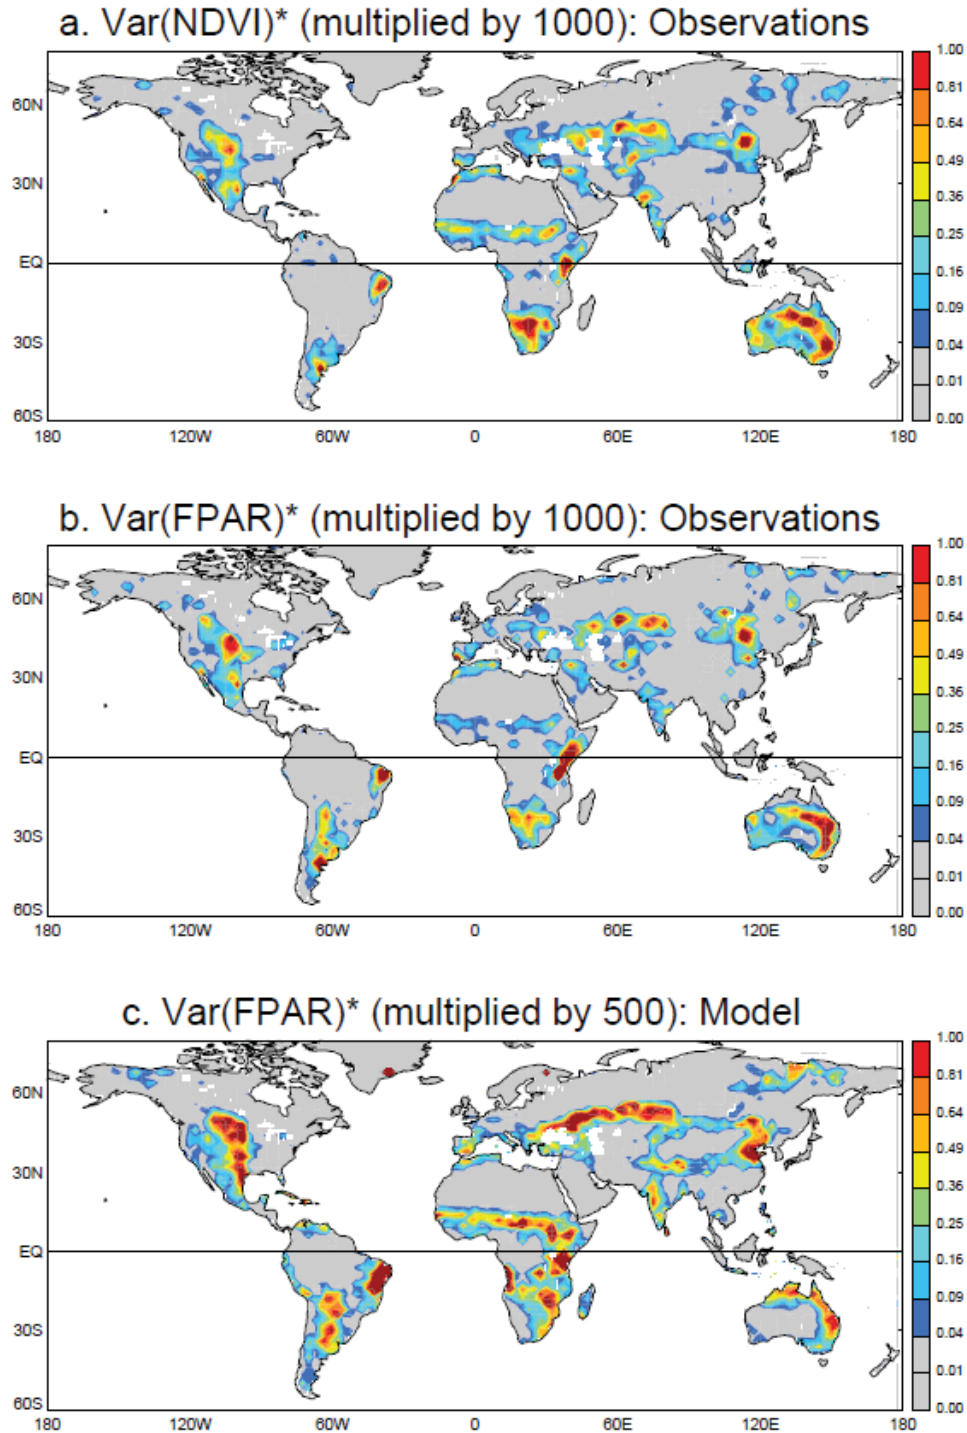 a. Var(NDVI)* (multiplied by 1000): Observations
1.00
0.81
0.64
0.49
0.36
0.25
0.16
0.09
0.04
0.01
0.00
60N
30N
EQ
30S
60S
180 120W 60W 0 60E 120E 180
b. Var(FPAR)* (multiplied by 1000): Observations
1.00
0.81
0.64
0.49
0.36
0.25
0.16
0.09
0.04
0.01
0.00
60N
30N
EQ
30S
60S
180 120W 60W 0 60E 120E 180
c. Var(FPAR)* (multiplied by 500): Model
1.00
0.81
0.64
0.49
0.36
0.25
0.16
0.09
0.04
0.01
0.00
60N
30N
EQ
30S
60S
180 120W 60W 0 60E 120E 180